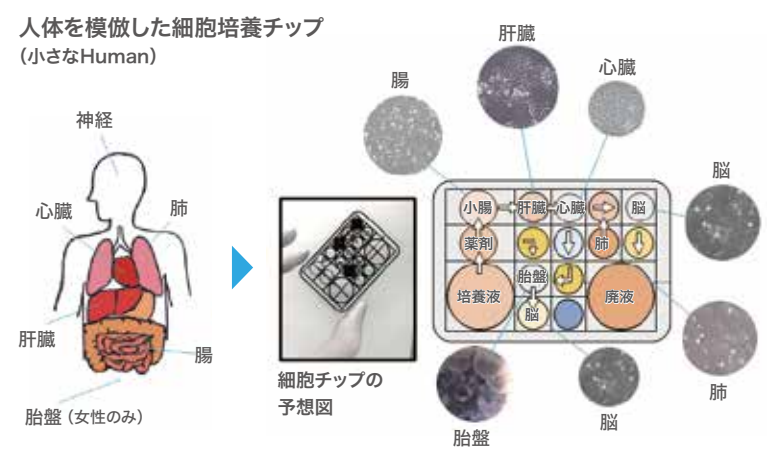 人体を模倣した細胞培養チップ
（小さなHuman）
神経
心臓
肺
肝臓
腸
胎盤（女性のみ）
細胞チップの
予想図
腸
肝臓
心臓
脳
小腸
肝臓
心臓
脳
薬剤
肺
培養液
胎盤
廃液
脳
胎盤
脳
肺